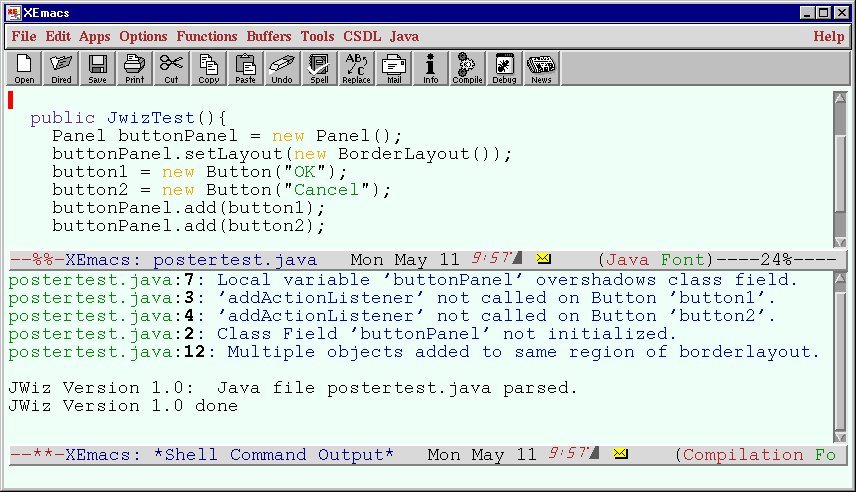 XEmacs
File Edit Apps Options Functions Buffers Tools CSDL Java Help
Open Dired Save Print Cut Copy Paste Undo Spell Replace Mail Info Compile Debug News
public JwizTest(){
Panel buttonPanel = new Panel();
buttonPanel.setLayout(new BorderLayout());
button1 = new Button("OK");
button2 = new Button("Cancel");
buttonPanel.add(button1);
buttonPanel.add(button2);
--%%-XEmacs: postertest.java Mon May 11 9:57 (Java Font)----24%----
postertest.java:7: Local variable 'buttonPanel' overshadows class field.
postertest.java:3: 'addActionListener' not called on Button 'button1'.
postertest.java:4: 'addActionListener' not called on Button 'button2'.
postertest.java:2: Class Field 'buttonPanel' not initialized.
postertest.java:12: Multiple objects added to same region of borderlayout.
JWiz Version 1.0: Java file postertest.java parsed.
JWiz Version 1.0 done
--**-XEmacs: *Shell Command Output* Mon May 11 9:57 (Compilation Fo